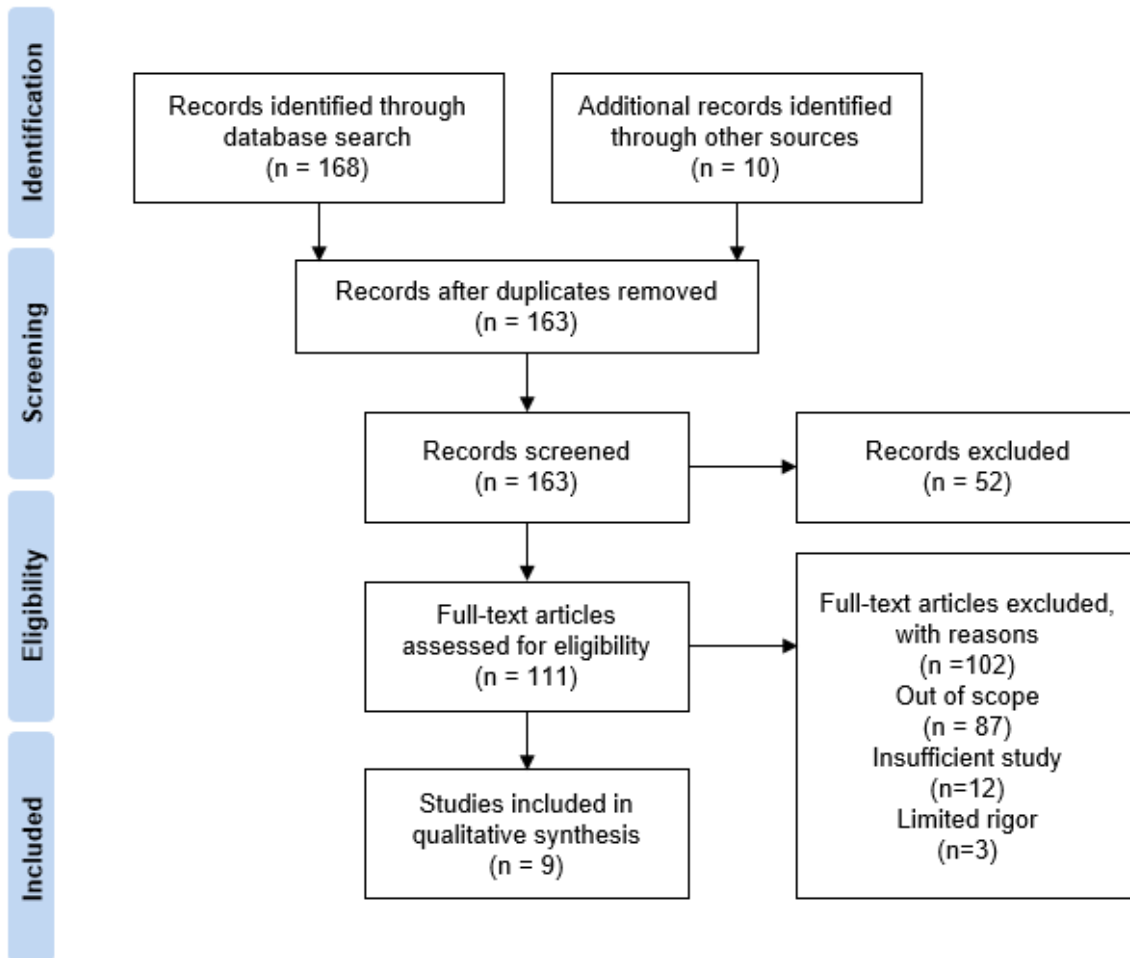 Identification
Records identified through
database search
(n = 168)
Additional records identified
through other sources
(n = 10)
Screening
Records after duplicates removed
(n = 163)
Records screened
(n = 163)
Records excluded
(n = 52)
Eligibility
Full-text articles
assessed for eligibility
(n = 111)
Full-text articles excluded,
with reasons
(n =102)
Out of scope
(n = 87)
Insufficient study
(n=12)
Limited rigor
(n=3)
Included
Studies included in
qualitative synthesis
(n = 9)